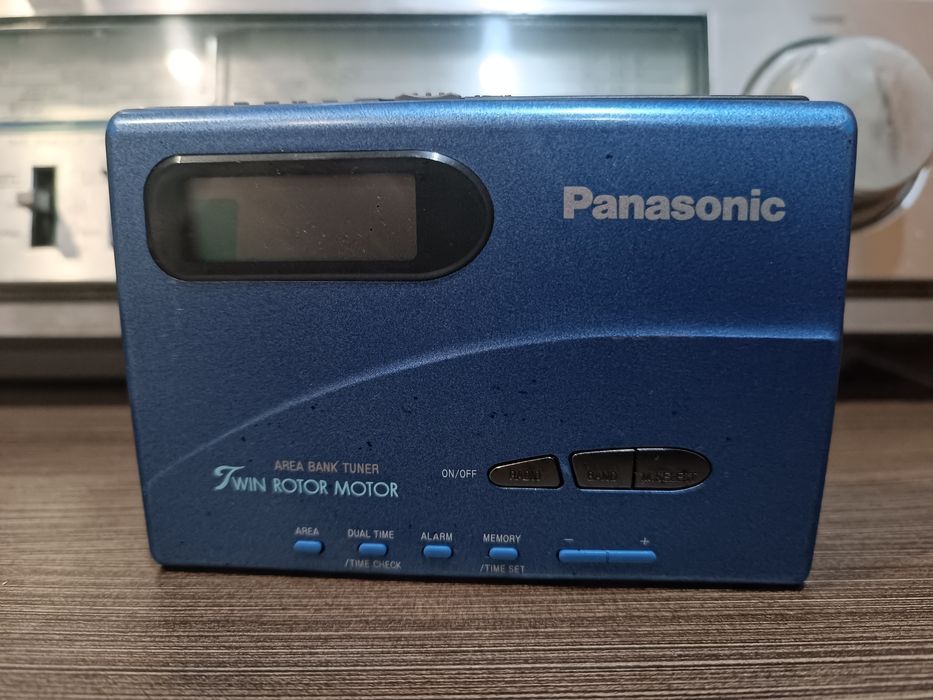 Panasonic
AREA BANK TUNER
TWIN ROTOR MOTOR
ON/OFF
RADIO
BAND
AREA
DUAL TIME
/TIME CHECK
ALARM
MEMORY
/TIME SET
− +